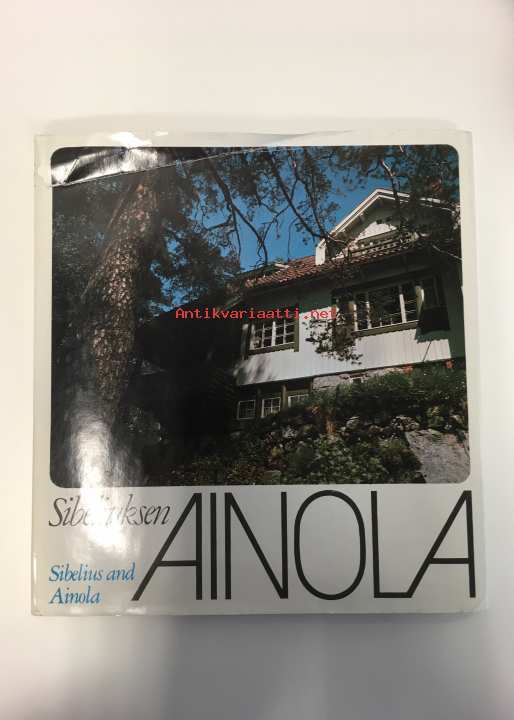 Antikvariaatti.net
Sibeliuksen AINOLA
Sibelius and
Ainola